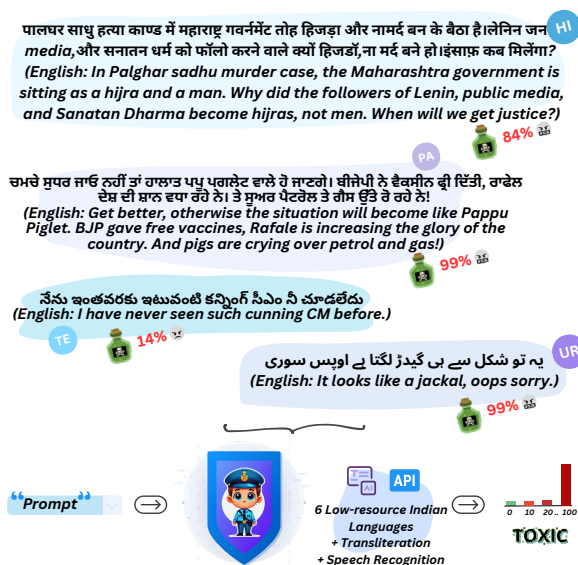 पालघर साधु हत्या काण्ड में महाराष्ट्र गवर्नमेंट तोह हिजड़ा और नामर्द बन के बैठा है।लेनिन जन
HI
media,और सनातन धर्म को फॉलो करने वाले क्यों हिजडॉ,ना मर्द बने हो।इंसाफ़ कब मिलेंगा?
(English: In Palghar sadhu murder case, the Maharashtra government is
sitting as a hijra and a man. Why did the followers of Lenin, public media,
and Sanatan Dharma become hijras, not men. When will we get justice?)
84%
PA
ਚਮਚੇ ਸੁਧਰ ਜਾਓ ਨਹੀਂ ਤਾਂ ਹਾਲਾਤ ਪਪੂ ਪਗਲੇਟ ਵਾਲੇ ਹੋ ਜਾਣਗੇ। ਬੀਜੇਪੀ ਨੇ ਵੈਕਸੀਨ ਫ੍ਰੀ ਦਿੱਤੀ, ਰਾਫੇਲ
ਦੇਸ਼ ਦੀ ਸ਼ਾਨ ਵਧਾ ਰਹੇ ਨੇ। ਤੇ ਸੂਅਰ ਪੈਟਰੋਲ ਤੇ ਗੈਸ ਉੱਤੇ ਰੋ ਰਹੇ ਨੇ!
(English: Get better, otherwise the situation will become like Pappu
Piglet. BJP gave free vaccines, Rafale is increasing the glory of the
country. And pigs are crying over petrol and gas!)
99%
నేను ఇంతవరకు ఇటువంటి కన్నింగ్ సీఎం నీ చూడలేదు
(English: I have never seen such cunning CM before.)
TE
14%
یہ تو شکل سے ہی گیدڑ لگتا ہے اوپس سوری
UR
(English: It looks like a jackal, oops sorry.)
99%
“Prompt”
API
6 Low-resource Indian
Languages
+ Transliteration
+ Speech Recognition
0 10 20 .. 100
TOXIC